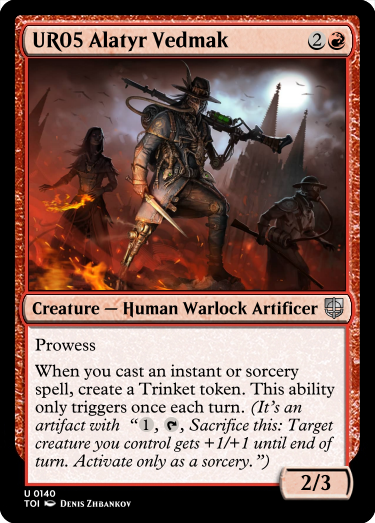 UR05 Alatyr Vedmak 2
Creature — Human Warlock Artificer
Prowess
When you cast an instant or sorcery
spell, create a Trinket token. This ability
only triggers once each turn. (It's an
artifact with “1, , Sacrifice this: Target
creature you control gets +1/+1 until end of
turn. Activate only as a sorcery.”)
2/3
U 0140
TOI Denis Zhbankov